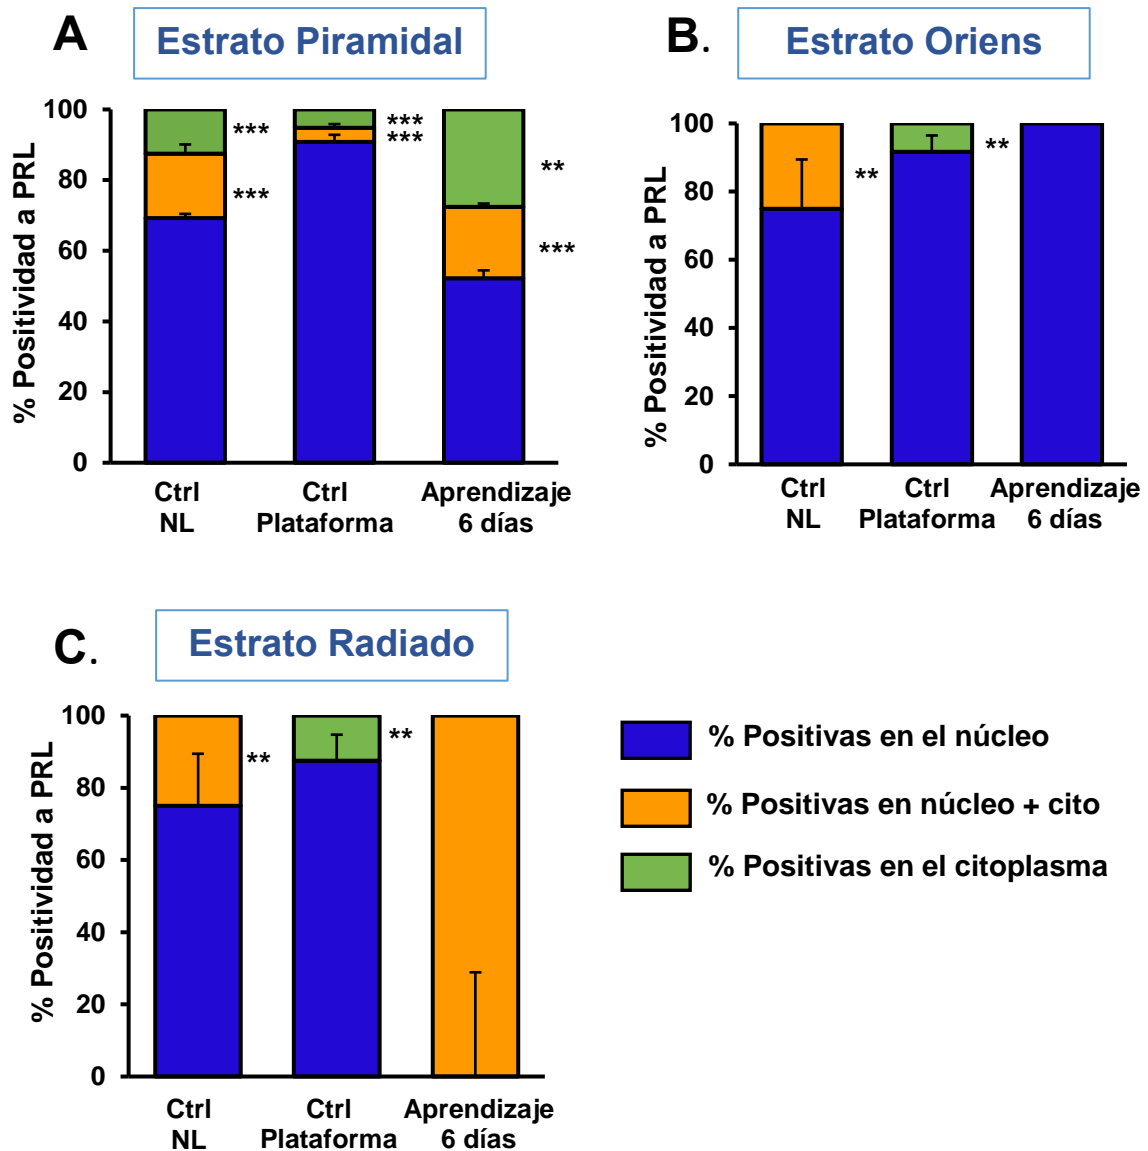 A
Estrato Piramidal
% Positividad a PRL
100
80
60
40
20
0
***
***
***
***
**
***
Ctrl
NL
Ctrl
Plataforma
Aprendizaje
6 días
B.
Estrato Oriens
% Positividad a PRL
100
80
60
40
20
0
**
**
Ctrl
NL
Ctrl
Plataforma
Aprendizaje
6 días
C.
Estrato Radiado
% Positividad a PRL
100
80
60
40
20
0
**
**
Ctrl
NL
Ctrl
Plataforma
Aprendizaje
6 días
% Positivas en el núcleo
% Positivas en núcleo + cito
% Positivas en el citoplasma